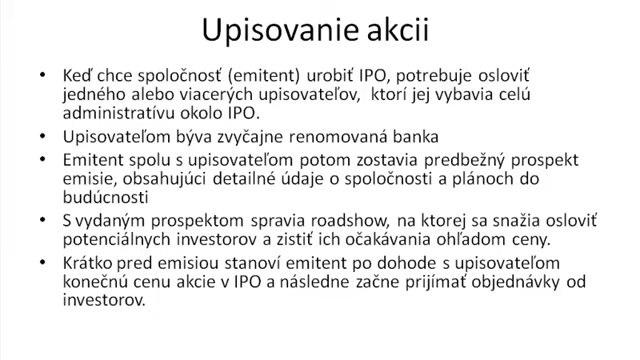 Upisovanie akcii
• Keď chce spoločnosť (emitent) urobiť IPO, potrebuje osloviť
jedného alebo viacerých upisovateľov, ktorí jej vybavia celú
administratívu okolo IPO.
• Upisovateľom býva zvyčajne renomovaná banka
• Emitent spolu s upisovateľom potom zostavia predbežný prospekt
emisie, obsahujúci detailné údaje o spoločnosti a plánoch do
budúcnosti
• S vydaným prospektom spravia roadshow, na ktorej sa snažia osloviť
potenciálnych investorov a zistiť ich očakávania ohľadom ceny.
• Krátko pred emisiou stanoví emitent po dohode s upisovateľom
konečnú cenu akcie v IPO a následne začne prijímať objednávky od
investorov.